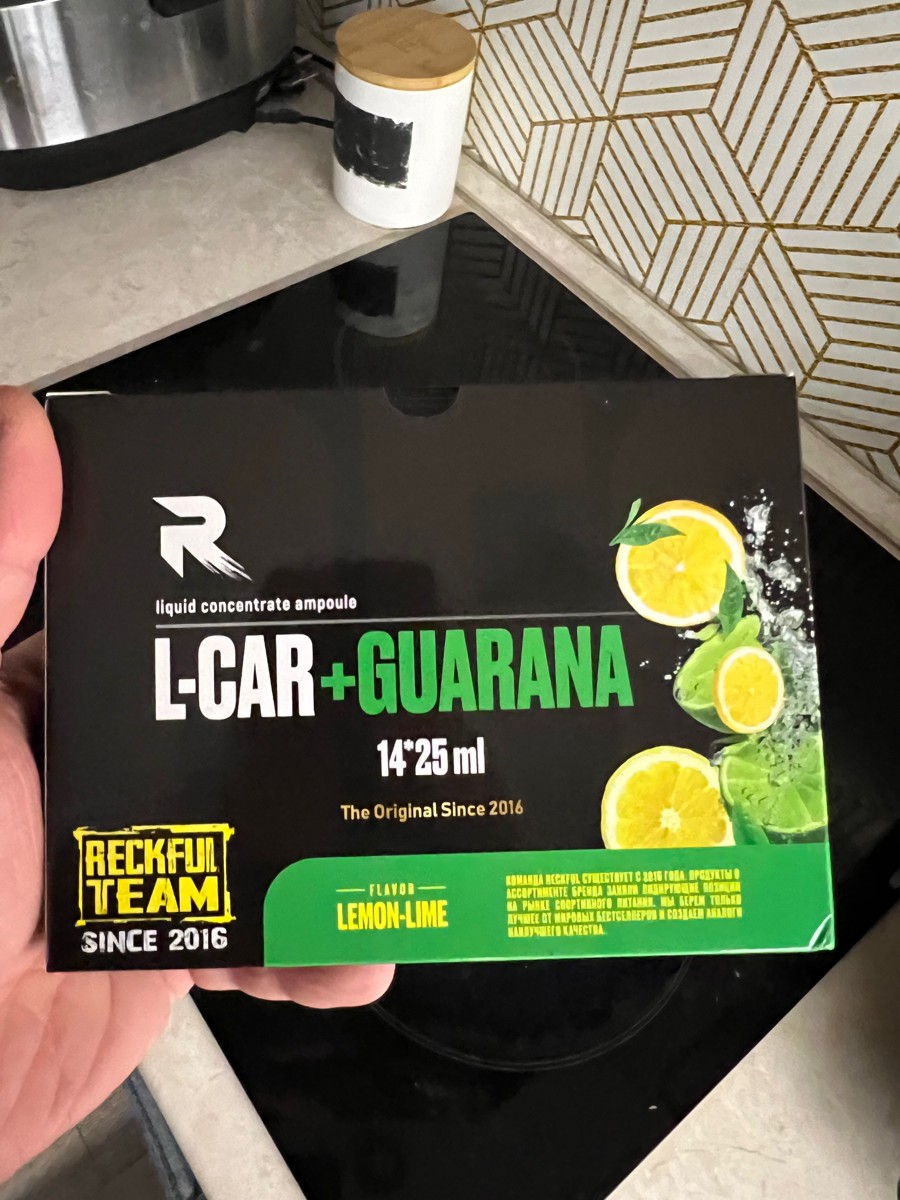 liquid concentrate ampoule
L-CAR+GUARANA
14*25 ml
The Original Since 2016
RECKFUL
TEAM
SINCE 2016
FLAVOR
LEMON-LIME
КОМАНДА RECKFUL СУЩЕСТВУЕТ С 2016 ГОДА. ПРОДУКТЫ В
АССОРТИМЕНТЕ БРЕНДА ЗАНЯЛИ ЛИДИРУЮЩИЕ ПОЗИЦИИ
НА РЫНКЕ СПОРТИВНОГО ПИТАНИЯ. МЫ БЕРЕМ ТОЛЬКО
ЛУЧШЕЕ ОТ МИРОВЫХ БЕСТСЕЛЛЕРОВ И СОЗДАЕМ АНАЛОГИ
НАИЛУЧШЕГО КАЧЕСТВА.